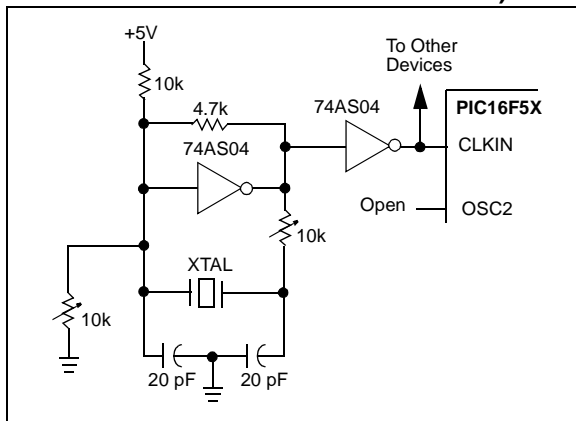 +5V
10k
4.7k
74AS04
74AS04
To Other
Devices
PIC16F5X
CLKIN
Open
OSC2
10k
XTAL
10k
20 pF
20 pF